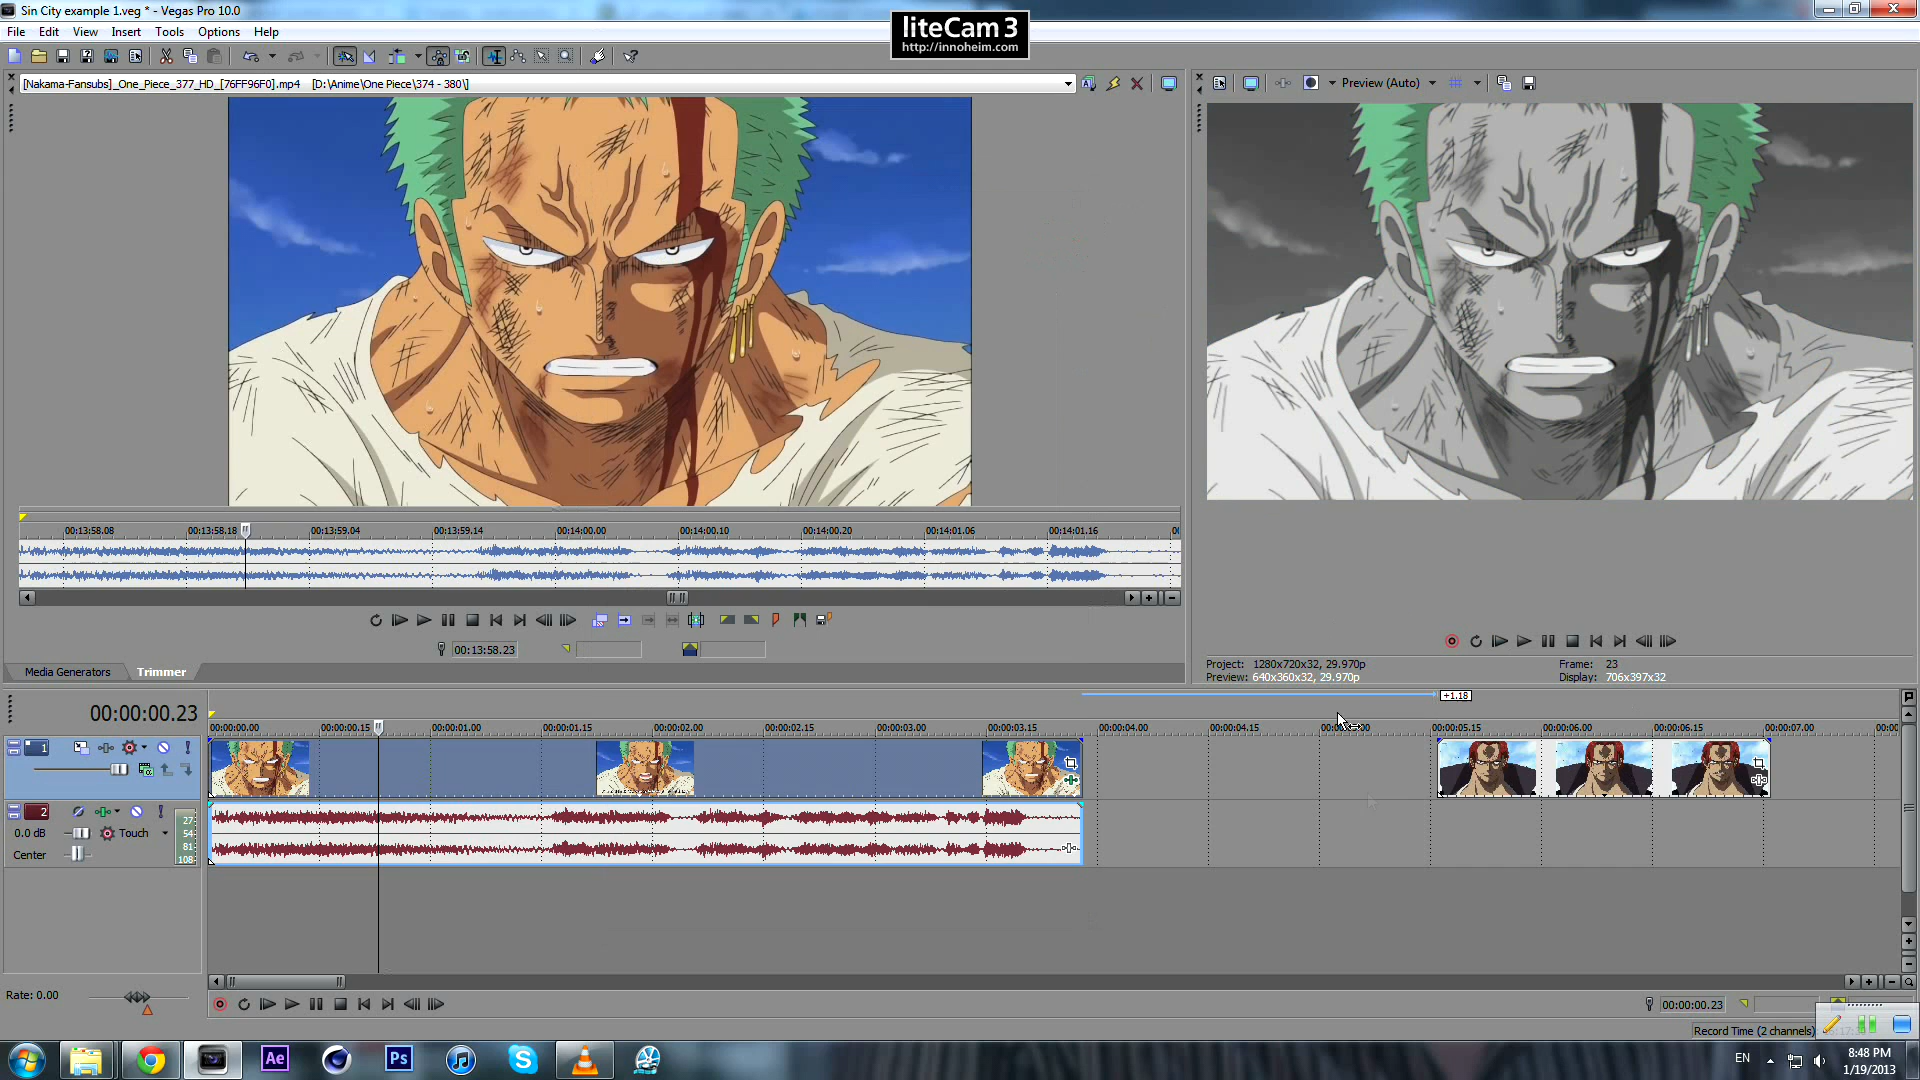 Sin City example 1.veg * - Vegas Pro 10.0
liteCam 3
http://innoheim.com
File Edit View Insert Tools Options Help
[Nakama-Fansubs]_One_Piece_377_HD_[76FF96F0].mp4 [D:\Anime\One Piece\374 - 380\]
Preview (Auto)
00:13:58.08 00:13:58.18 00:13:59.04 00:13:59.14 00:14:00.00 00:14:00.10 00:14:00.20 00:14:01.06 00:14:01.16
00:13:58.23
Media Generators Trimmer
Project: 1280x720x32, 29.970p Frame: 23
Preview: 640x360x32, 29.970p Display: 706x397x32
+1.18
00:00:00.23
00:00:00.00 00:00:00.15 00:00:01.00 00:00:01.15 00:00:02.00 00:00:02.15 00:00:03.00 00:00:03.15 00:00:04.00 00:00:04.15 00:00:05.15 00:00:06.00 00:00:06.15 00:00:07.00
1
2
0.0 dB Touch
Center
27
54
81
108
Rate: 0.00
00:00:00.23
Record Time (2 channels)
Ae Ps
EN
8:48 PM
1/19/2013